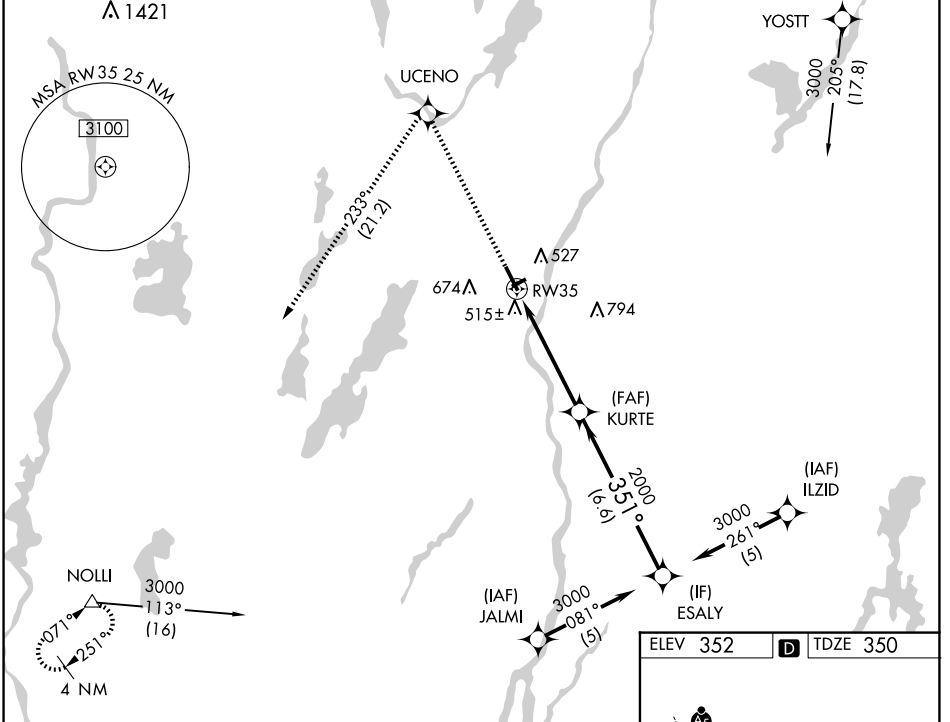 1421
MSA RW35 25 NM
3100
YOSTT
3000
205°
(17.8)
UCENO
233°
(21.2)
527
674
RW35
515±
794
(FAF)
KURTE
2000
351°
(6.6)
(IAF)
ILZID
3000
261°
(5)
NOLLI
3000
113°
(16)
071°
251°
4 NM
(IAF)
JALMI
3000
081°
(5)
(IF)
ESALY
ELEV 352 D TDZE 350